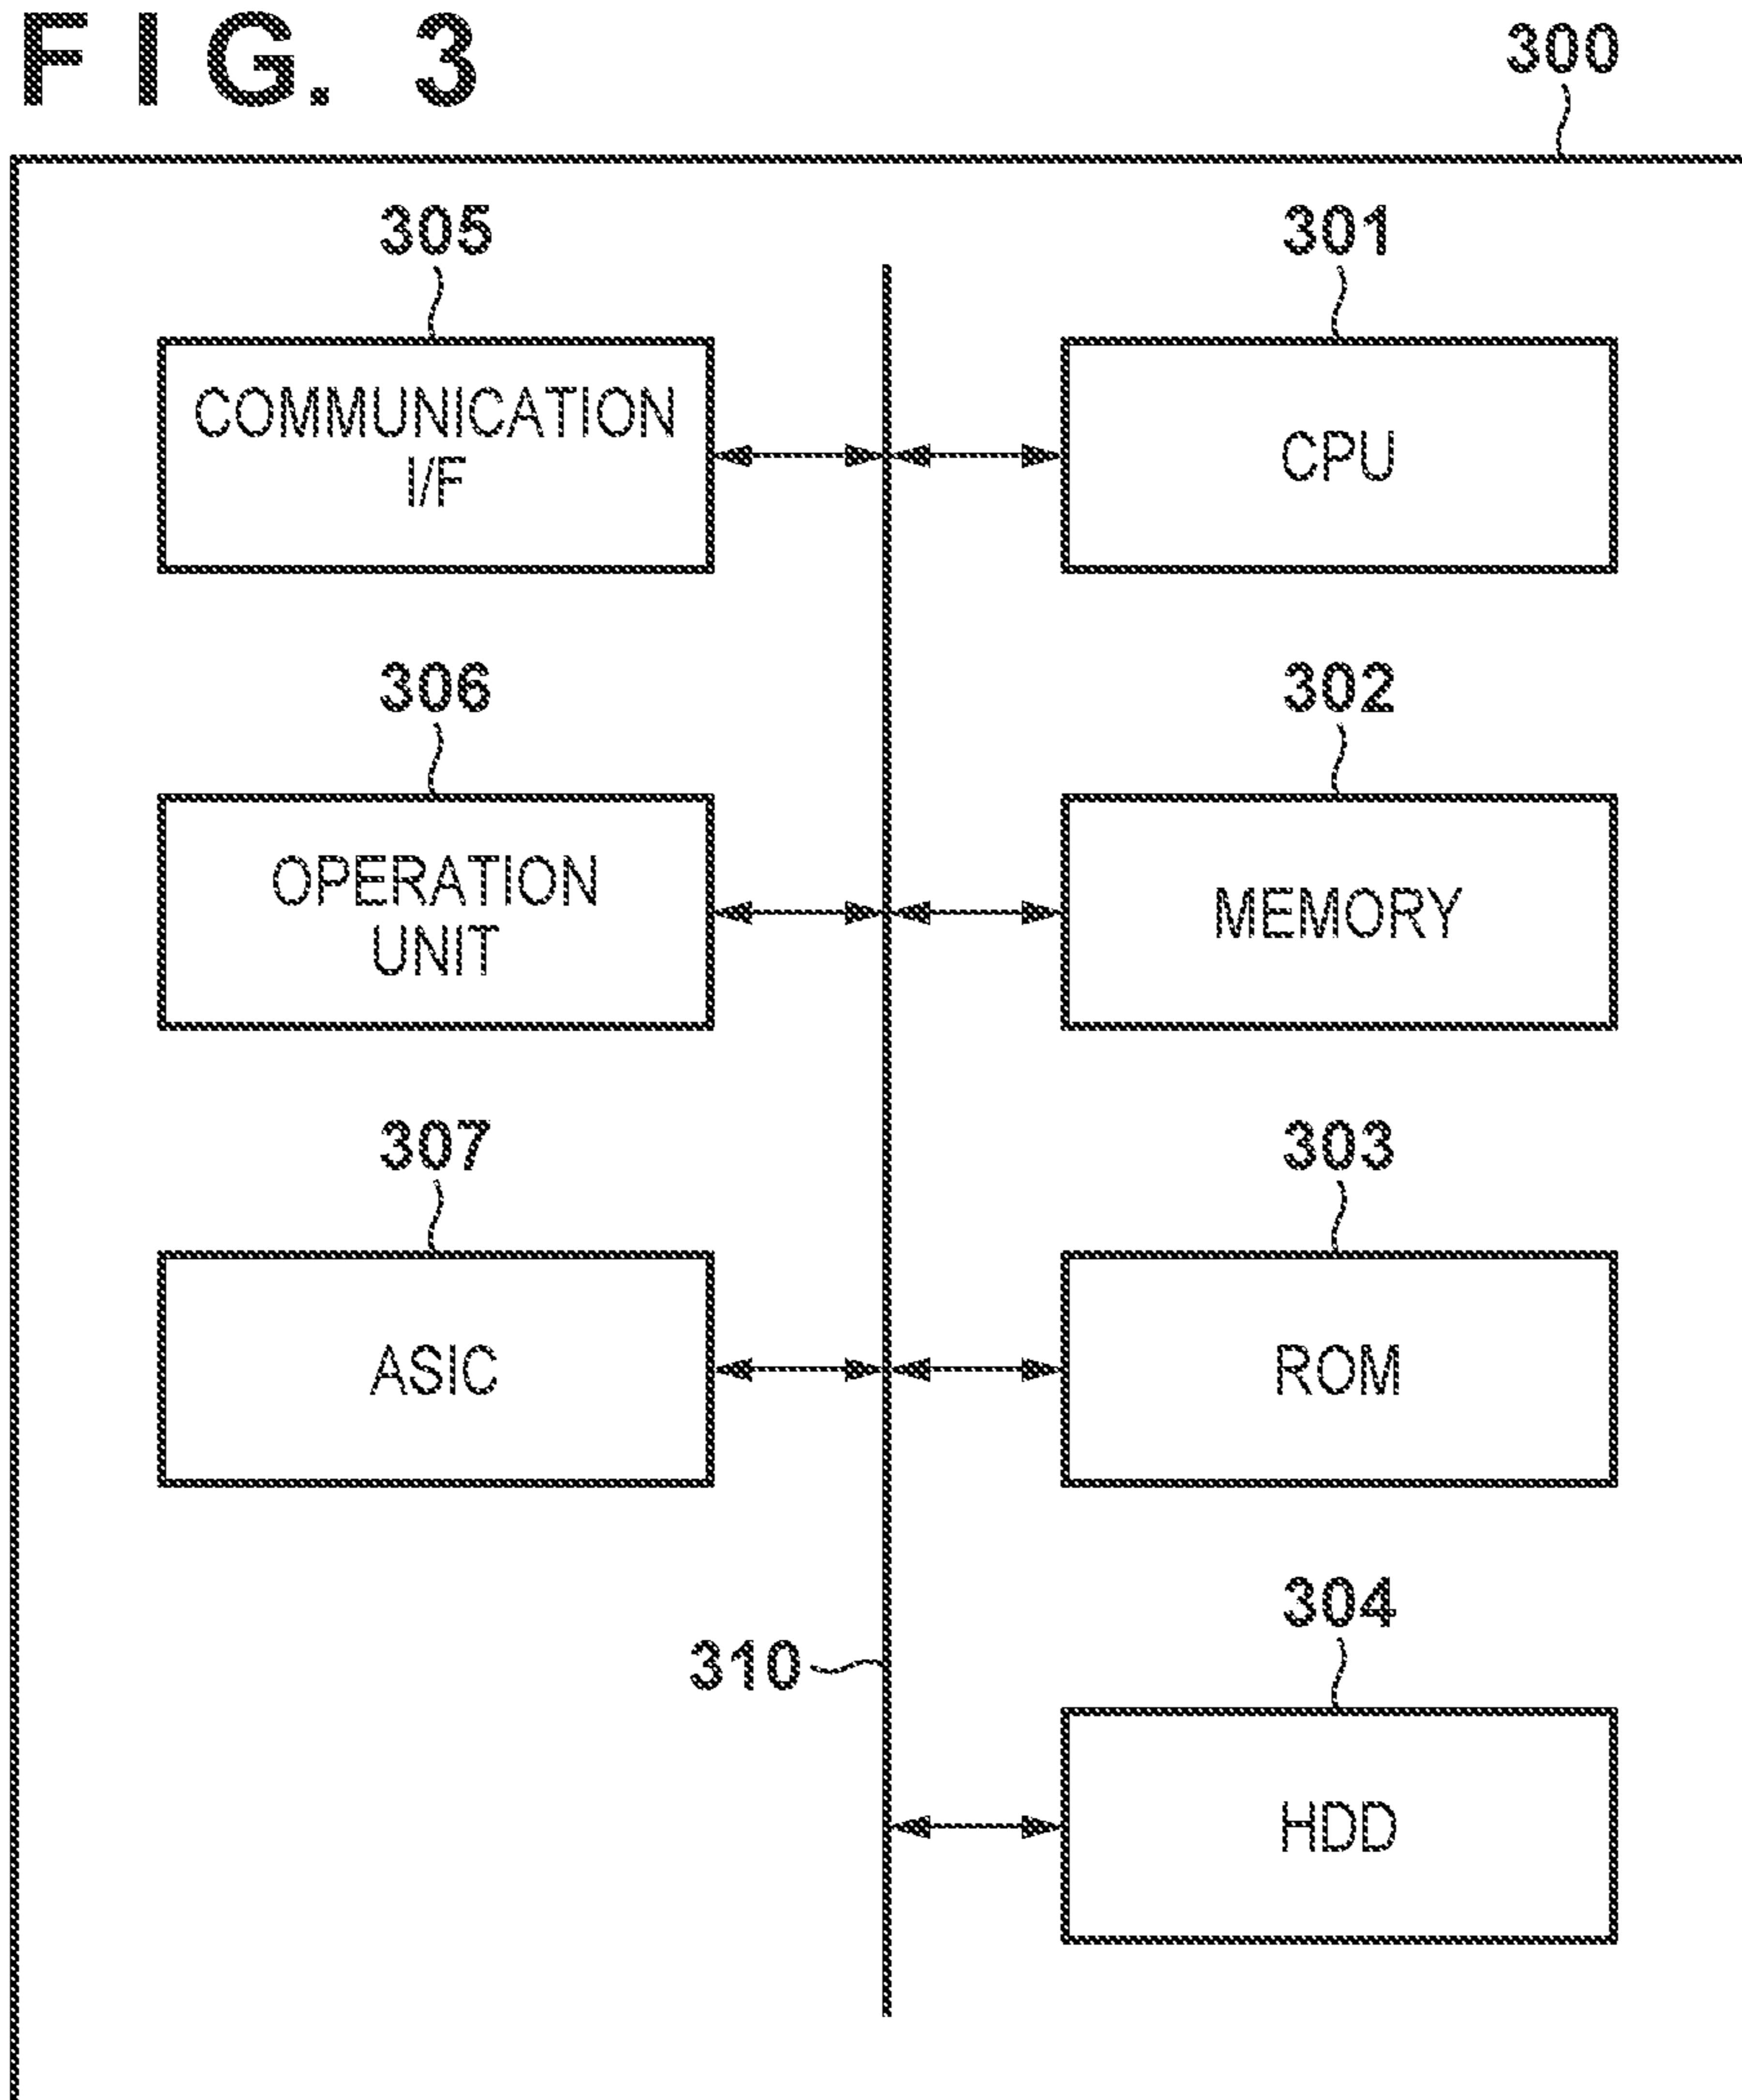 FIG. 3
300
305
301
COMMUNICATION
I/F
CPU
306
302
OPERATION
UNIT
MEMORY
307
303
ASIC
ROM
304
310
HDD